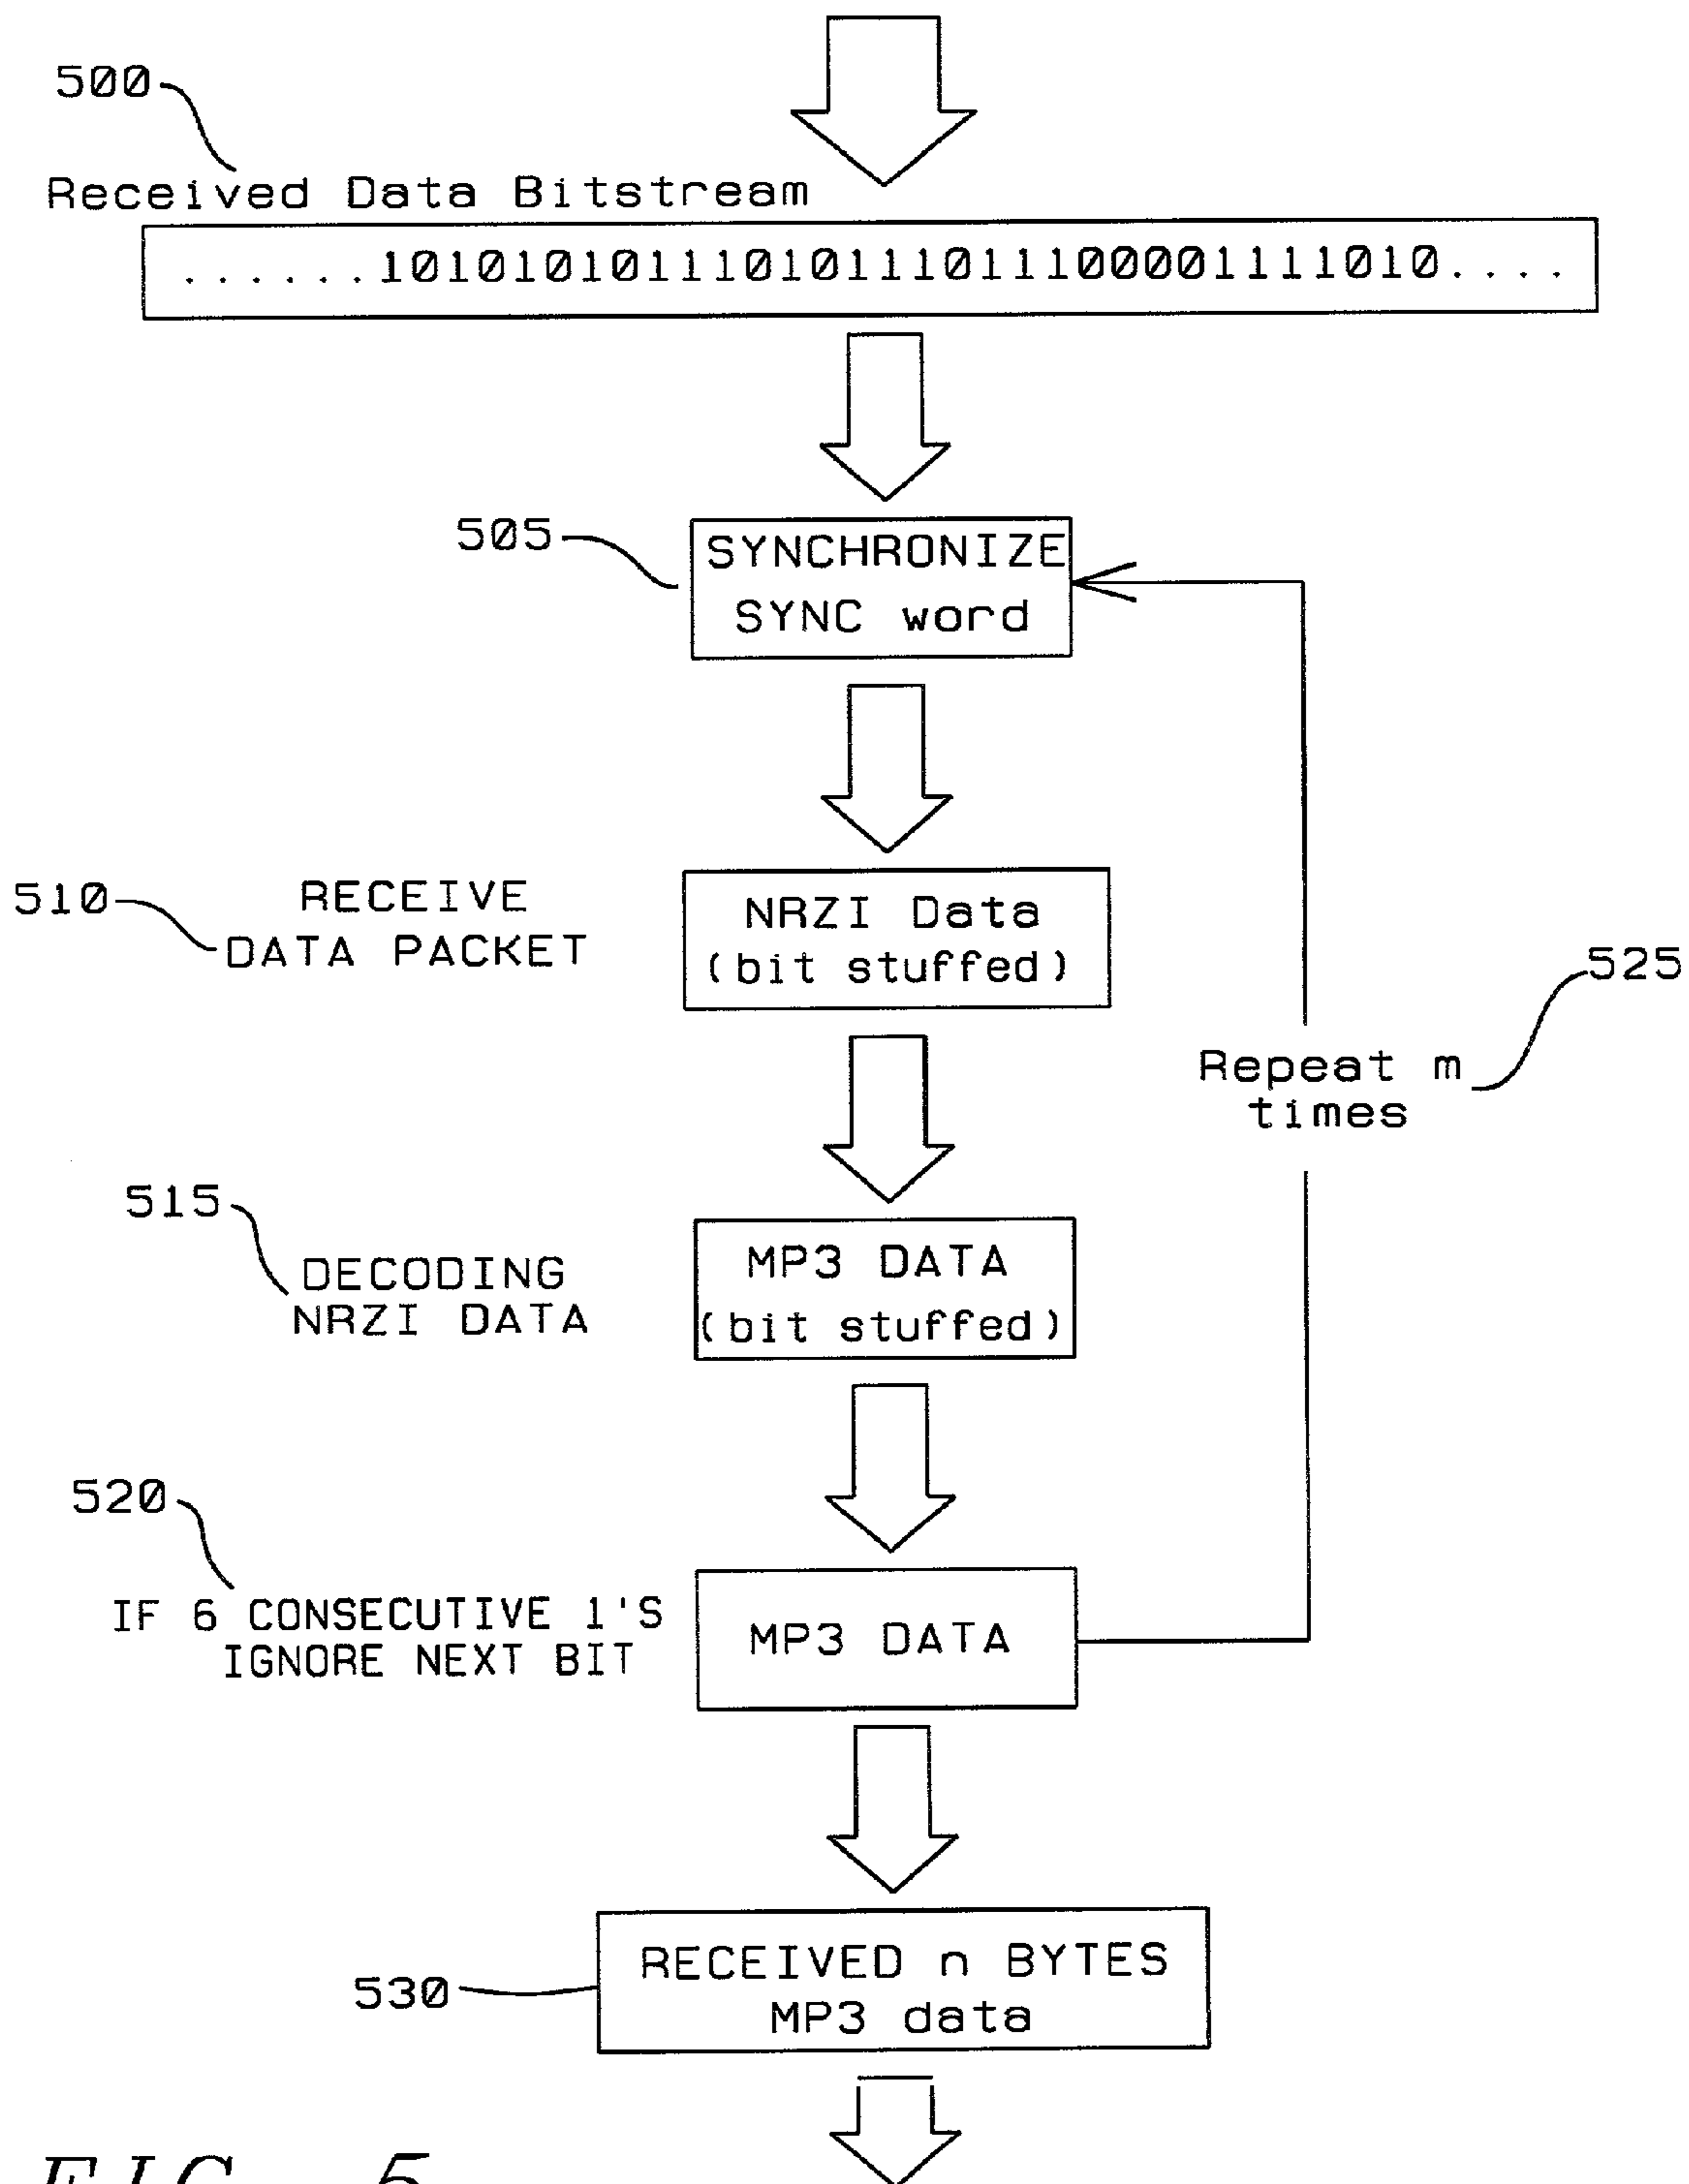 500
Received Data Bitstream
......10101010111010111011100001111010....
505
SYNCHRONIZE
SYNC word
510
RECEIVE
DATA PACKET
NRZI Data
(bit stuffed)
525
Repeat m
times
515
DECODING
NRZI DATA
MP3 DATA
(bit stuffed)
520
IF 6 CONSECUTIVE 1'S
IGNORE NEXT BIT
MP3 DATA
530
RECEIVED n BYTES
MP3 data
FIG. 5